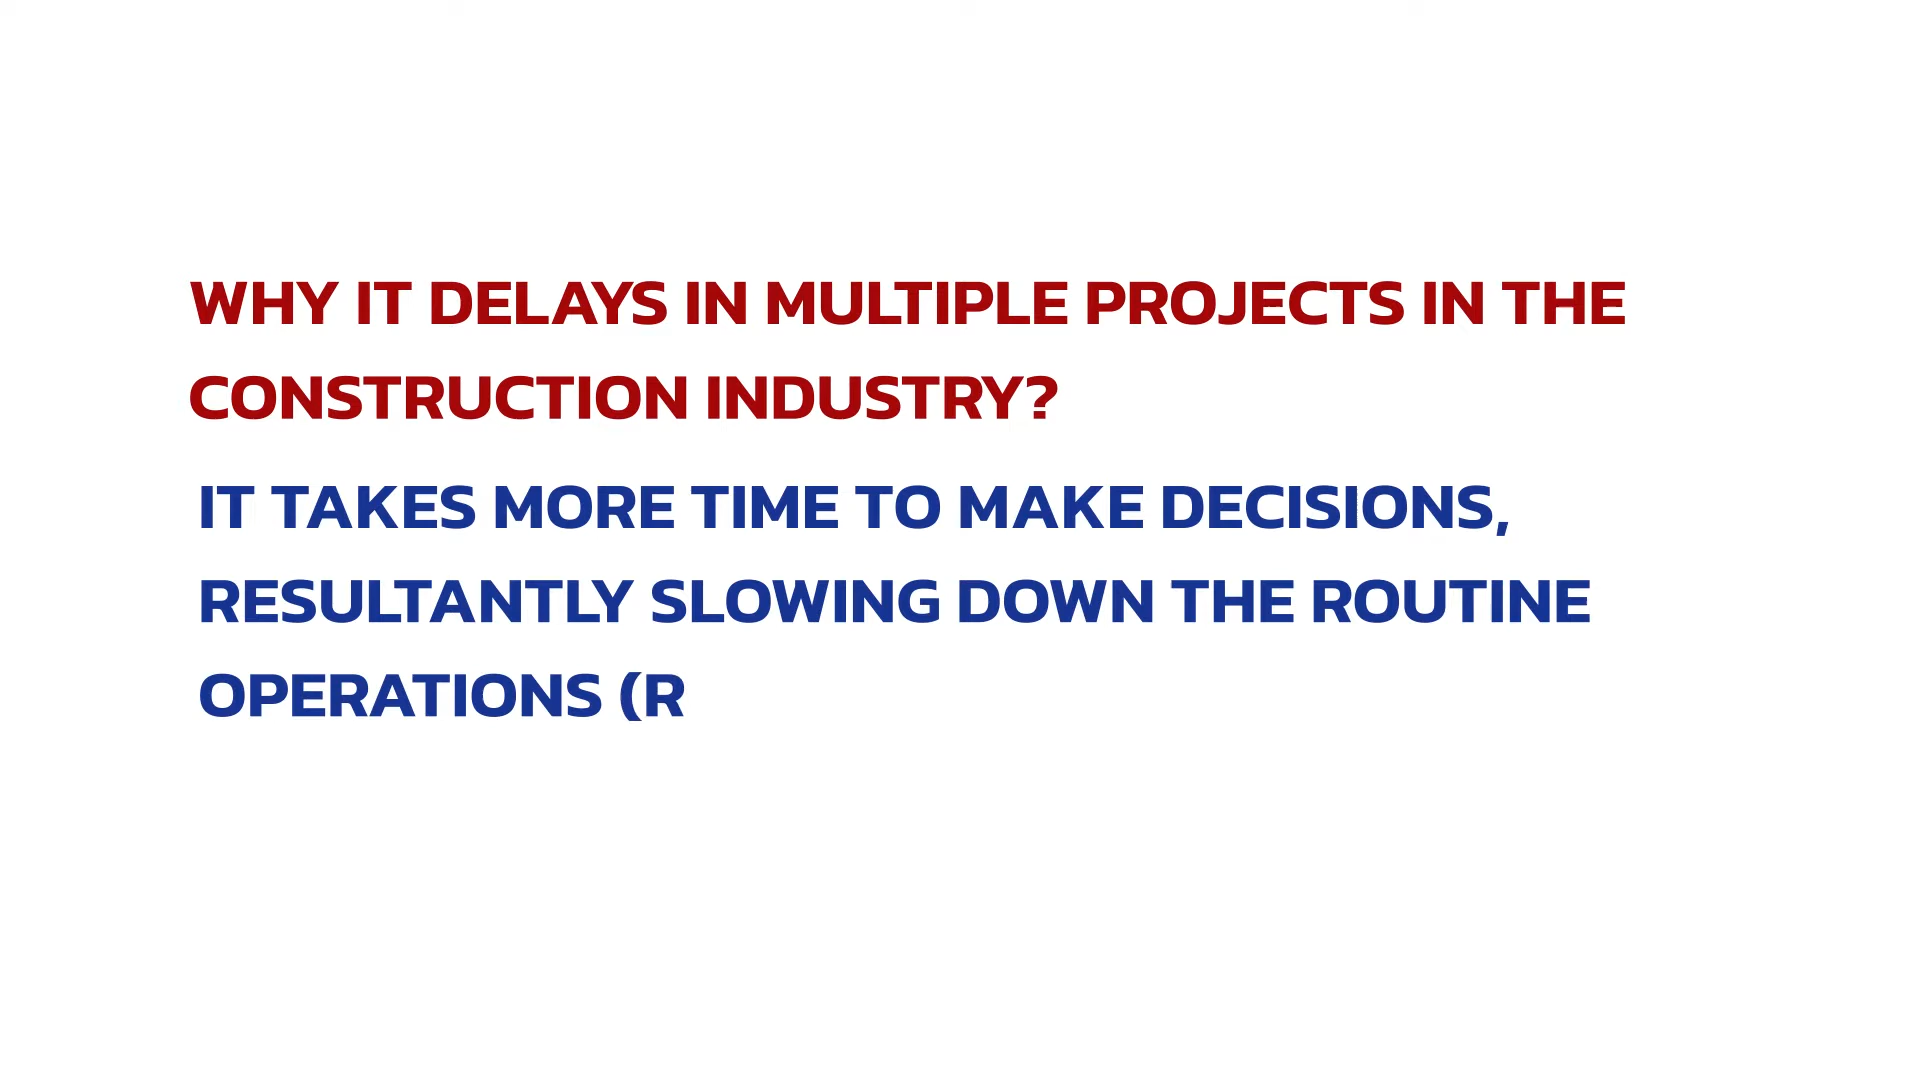 WHY IT DELAYS IN MULTIPLE PROJECTS IN THE
CONSTRUCTION INDUSTRY?
IT TAKES MORE TIME TO MAKE DECISIONS,
RESULTANTLY SLOWING DOWN THE ROUTINE
OPERATIONS (R